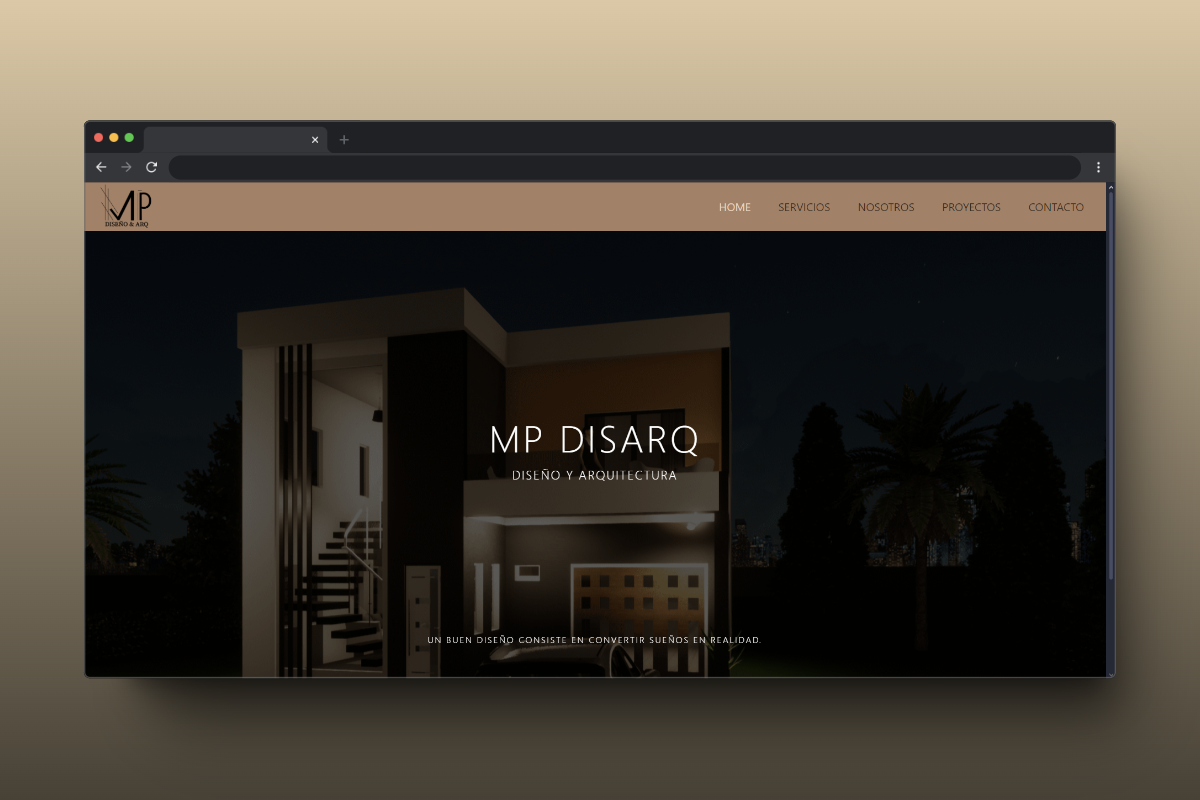 MP
DISEÑO & ARQ
HOME SERVICIOS NOSOTROS PROYECTOS CONTACTO
MP DISARQ
DISEÑO Y ARQUITECTURA
UN BUEN DISEÑO CONSISTE EN CONVERTIR SUEÑOS EN REALIDAD.